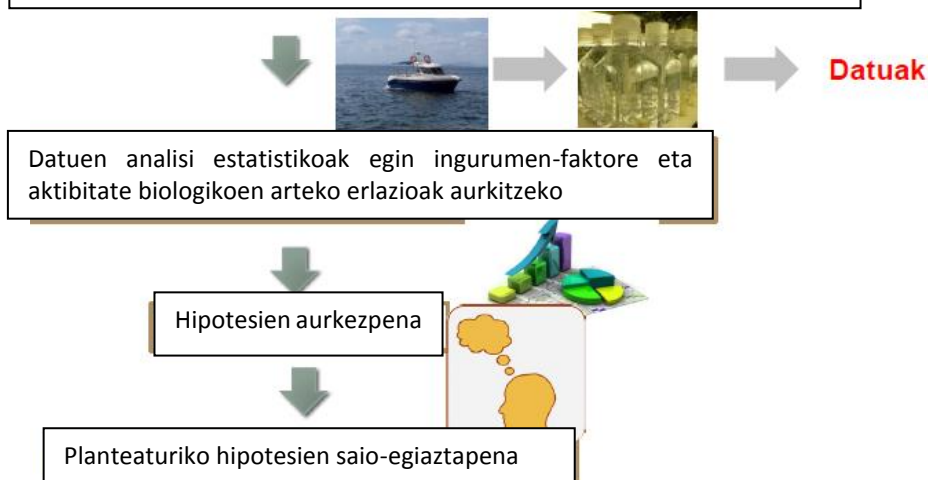 Datuak
Datuen analisi estatistikoak egin ingurumen-faktore eta
aktibitate biologikoen arteko erlazioak aurkitzeko
Hipotesien aurkezpena
Planteaturiko hipotesien saio-egiaztapena